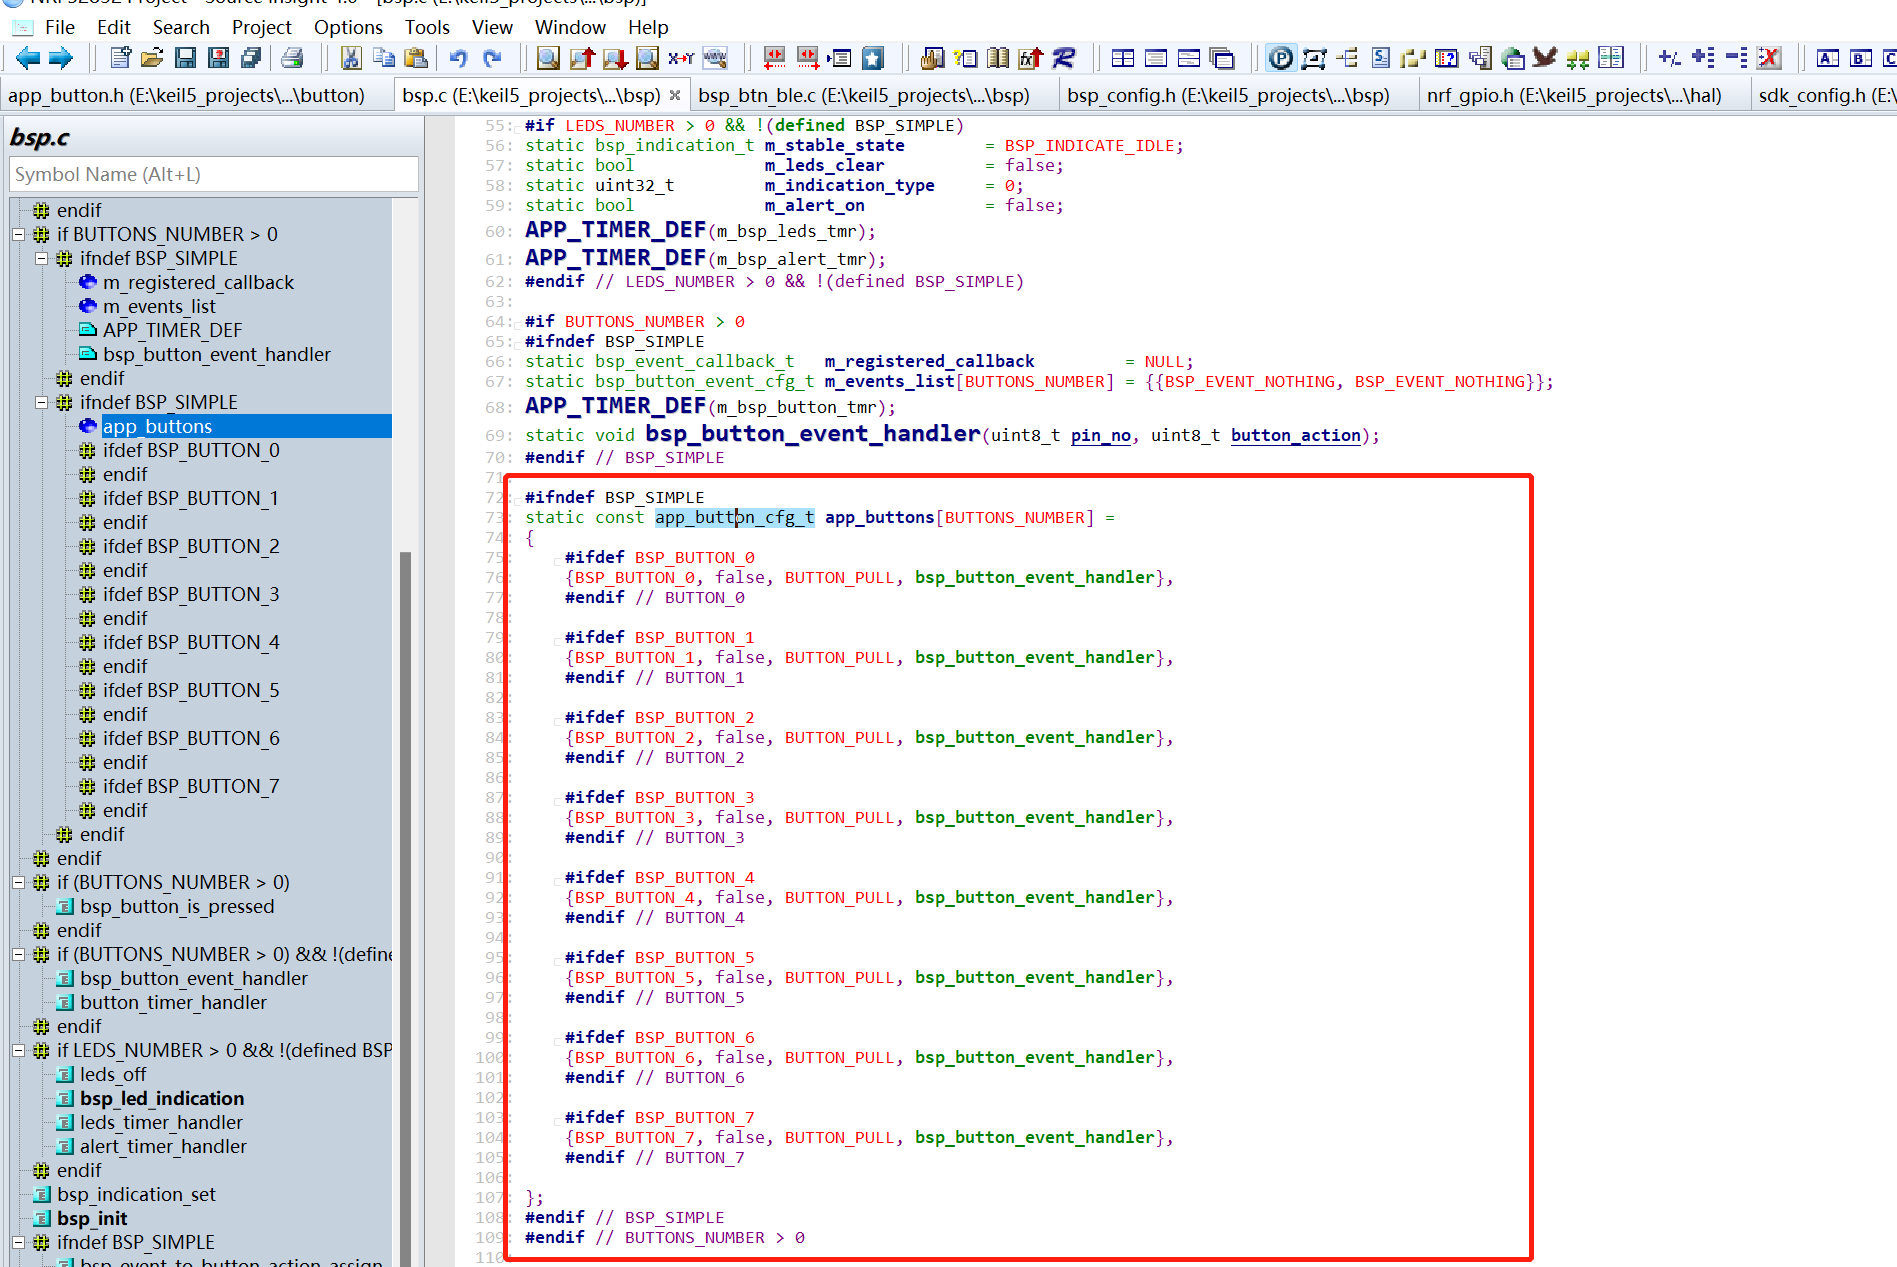 File Edit Search Project Options Tools View Window Help
app_button.h (E:\keil5_projects\...\button)
bsp.c (E:\keil5_projects\...\bsp)
bsp_btn_ble.c (E:\keil5_projects\...\bsp)
bsp_config.h (E:\keil5_projects\...\bsp)
nrf_gpio.h (E:\keil5_projects\...\hal)
sdk_config.h (E:\
bsp.c
Symbol Name (Alt+L)
endif
if BUTTONS_NUMBER > 0
ifndef BSP_SIMPLE
m_registered_callback
m_events_list
APP_TIMER_DEF
bsp_button_event_handler
endif
ifndef BSP_SIMPLE
app_buttons
ifdef BSP_BUTTON_0
endif
ifdef BSP_BUTTON_1
endif
ifdef BSP_BUTTON_2
endif
ifdef BSP_BUTTON_3
endif
ifdef BSP_BUTTON_4
endif
ifdef BSP_BUTTON_5
endif
ifdef BSP_BUTTON_6
endif
ifdef BSP_BUTTON_7
endif
endif
endif
if (BUTTONS_NUMBER > 0)
bsp_button_is_pressed
endif
if (BUTTONS_NUMBER > 0) && !(define
bsp_button_event_handler
button_timer_handler
endif
if LEDS_NUMBER > 0 && !(defined BSP
leds_off
bsp_led_indication
leds_timer_handler
alert_timer_handler
endif
bsp_indication_set
bsp_init
ifndef BSP_SIMPLE
bsp_event_to_button_action_assign
55: #if LEDS_NUMBER > 0 && !(defined BSP_SIMPLE)
56: static bsp_indication_t m_stable_state = BSP_INDICATE_IDLE;
57: static bool m_leds_clear = false;
58: static uint32_t m_indication_type = 0;
59: static bool m_alert_on = false;
60: APP_TIMER_DEF(m_bsp_leds_tmr);
61: APP_TIMER_DEF(m_bsp_alert_tmr);
62: #endif // LEDS_NUMBER > 0 && !(defined BSP_SIMPLE)
63:
64: #if BUTTONS_NUMBER > 0
65: #ifndef BSP_SIMPLE
66: static bsp_event_callback_t m_registered_callback = NULL;
67: static bsp_button_event_cfg_t m_events_list[BUTTONS_NUMBER] = {{BSP_EVENT_NOTHING, BSP_EVENT_NOTHING}};
68: APP_TIMER_DEF(m_bsp_button_tmr);
69: static void bsp_button_event_handler(uint8_t pin_no, uint8_t button_action);
70: #endif // BSP_SIMPLE
71:
72: #ifndef BSP_SIMPLE
73: static const app_button_cfg_t app_buttons[BUTTONS_NUMBER] =
74: {
75: #ifdef BSP_BUTTON_0
76: {BSP_BUTTON_0, false, BUTTON_PULL, bsp_button_event_handler},
77: #endif // BUTTON_0
78:
79: #ifdef BSP_BUTTON_1
80: {BSP_BUTTON_1, false, BUTTON_PULL, bsp_button_event_handler},
81: #endif // BUTTON_1
82:
83: #ifdef BSP_BUTTON_2
84: {BSP_BUTTON_2, false, BUTTON_PULL, bsp_button_event_handler},
85: #endif // BUTTON_2
86:
87: #ifdef BSP_BUTTON_3
88: {BSP_BUTTON_3, false, BUTTON_PULL, bsp_button_event_handler},
89: #endif // BUTTON_3
90:
91: #ifdef BSP_BUTTON_4
92: {BSP_BUTTON_4, false, BUTTON_PULL, bsp_button_event_handler},
93: #endif // BUTTON_4
94:
95: #ifdef BSP_BUTTON_5
96: {BSP_BUTTON_5, false, BUTTON_PULL, bsp_button_event_handler},
97: #endif // BUTTON_5
98:
99: #ifdef BSP_BUTTON_6
100: {BSP_BUTTON_6, false, BUTTON_PULL, bsp_button_event_handler},
101: #endif // BUTTON_6
102:
103: #ifdef BSP_BUTTON_7
104: {BSP_BUTTON_7, false, BUTTON_PULL, bsp_button_event_handler},
105: #endif // BUTTON_7
106:
107: };
108: #endif // BSP_SIMPLE
109: #endif // BUTTONS_NUMBER > 0
110: